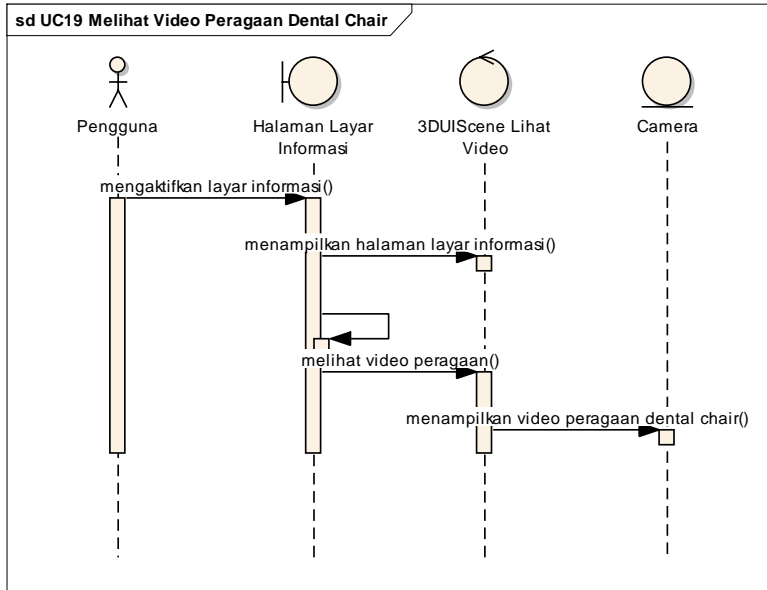 sd UC19 Melihat Video Peragaan Dental Chair
Pengguna
Halaman Layar
Informasi
3DUIScene Lihat
Video
Camera
mengaktifkan layar informasi()
menampilkan halaman layar informasi()
melihat video peragaan()
menampilkan video peragaan dental chair()